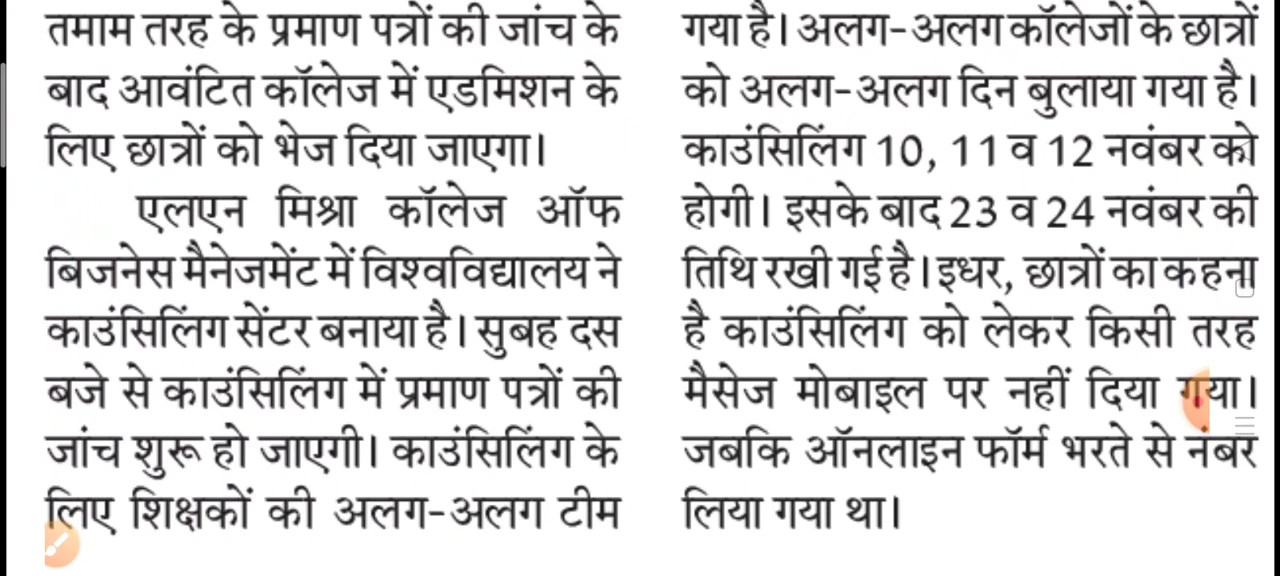 तमाम तरह के प्रमाण पत्रों की जांच के
बाद आवंटित कॉलेज में एडमिशन के
लिए छात्रों को भेज दिया जाएगा।
एलएन मिश्रा कॉलेज ऑफ
बिजनेस मैनेजमेंट में विश्वविद्यालय ने
काउंसिलिंग सेंटर बनाया है। सुबह दस
बजे से काउंसिलिंग में प्रमाण पत्रों की
जांच शुरू हो जाएगी। काउंसिलिंग के
लिए शिक्षकों की अलग-अलग टीम
गया है। अलग-अलग कॉलेजों के छात्रों
को अलग-अलग दिन बुलाया गया है।
काउंसिलिंग 10, 11 व 12 नवंबर को
होगी। इसके बाद 23 व 24 नवंबर की
तिथि रखी गई है। इधर, छात्रों का कहना
है काउंसिलिंग को लेकर किसी तरह
मैसेज मोबाइल पर नहीं दिया गया।
जबकि ऑनलाइन फॉर्म भरते से नंबर
लिया गया था।